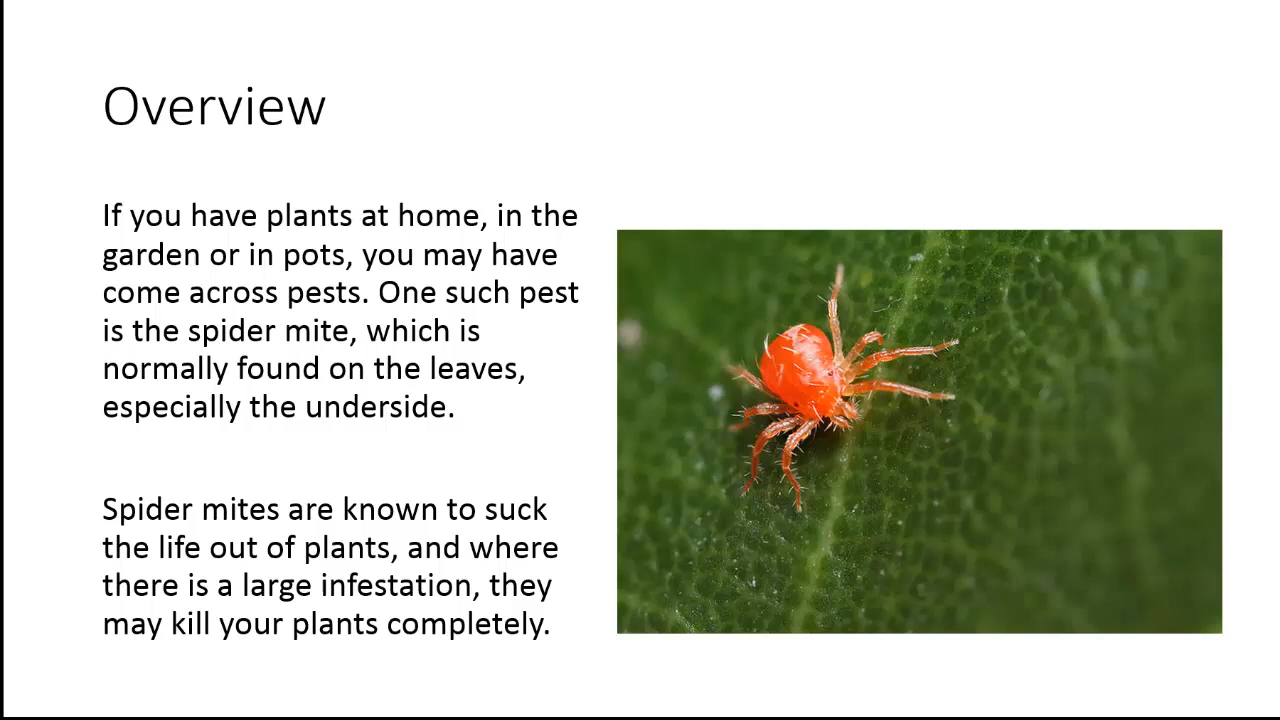 Overview
If you have plants at home, in the
garden or in pots, you may have
come across pests. One such pest
is the spider mite, which is
normally found on the leaves,
especially the underside.
Spider mites are known to suck
the life out of plants, and where
there is a large infestation, they
may kill your plants completely.